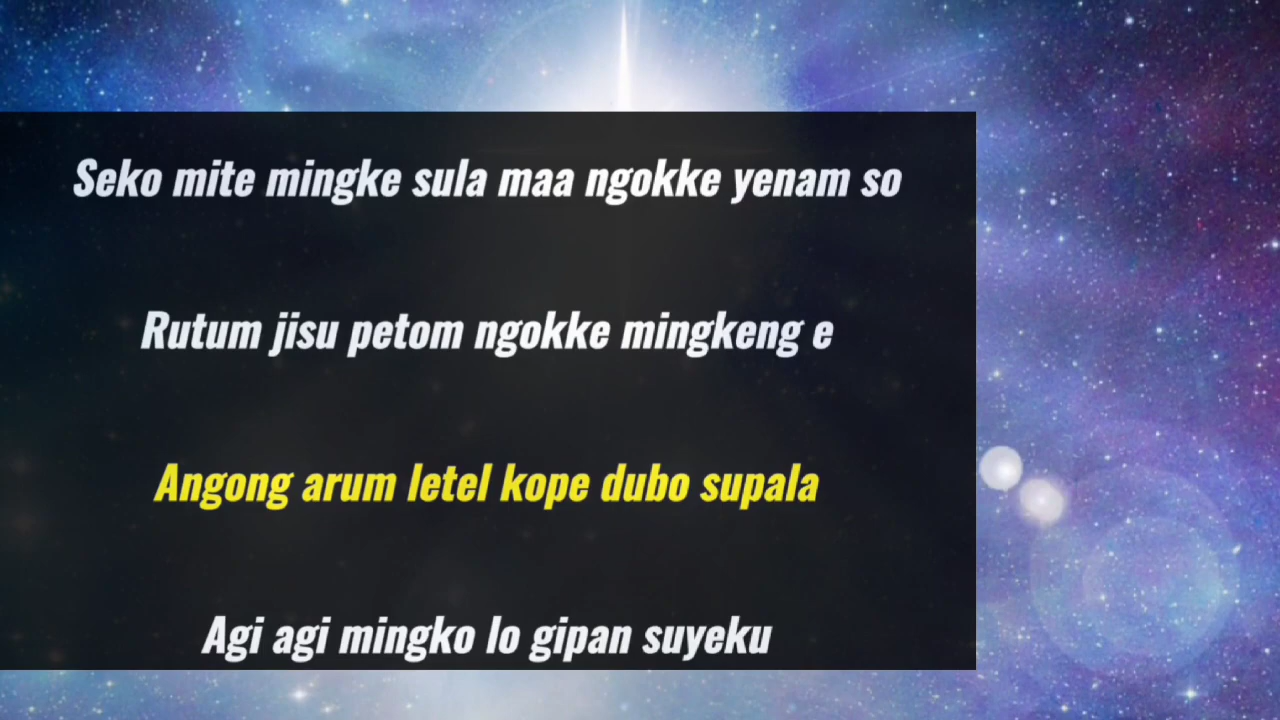 Seko mite mingke sula maa ngokke yenam so
Rutum jisu petom ngokke mingkeng e
Angong arum letel kope dubo supala
Agi agi mingko lo gipan suyeku